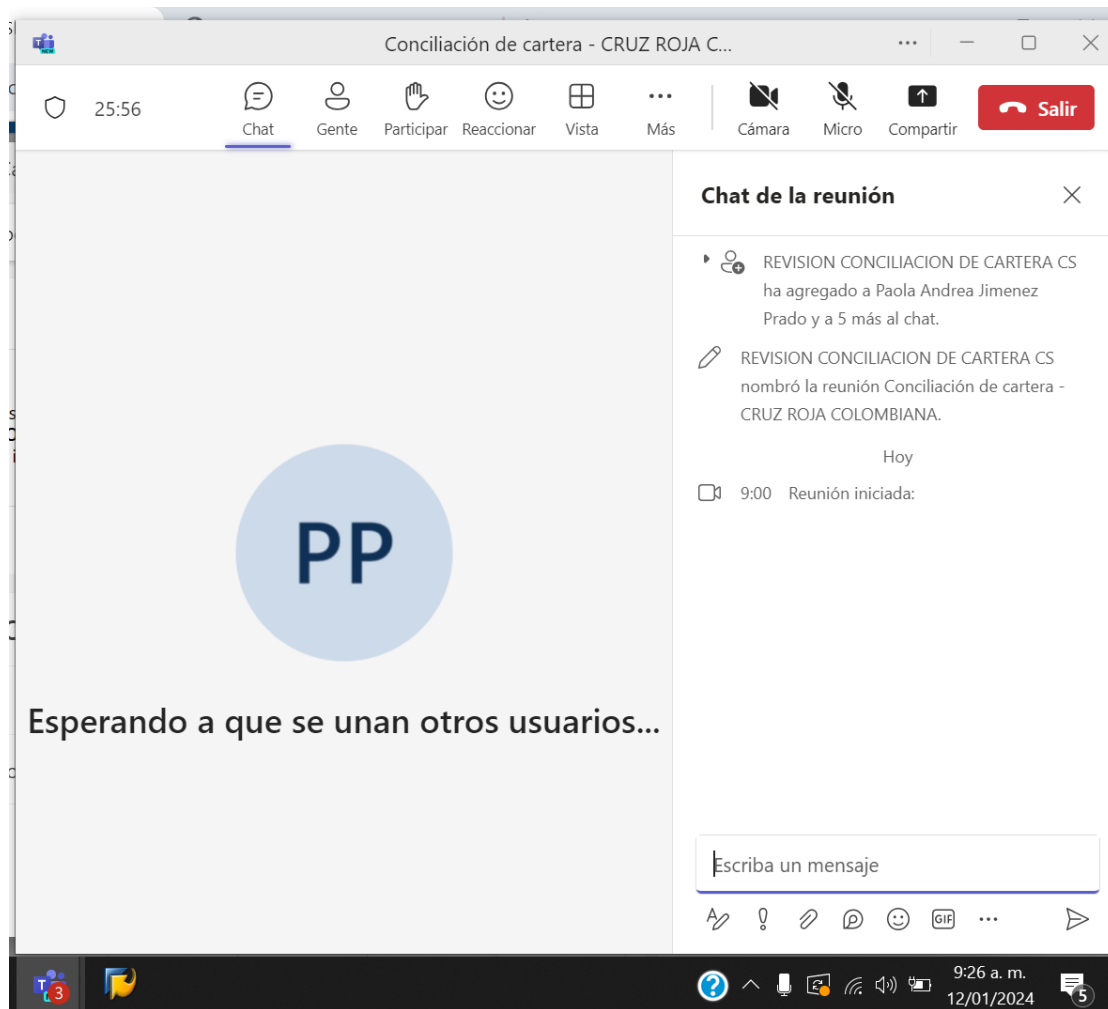 Conciliación de cartera - CRUZ ROJA C...
25:56
Chat
Gente
Participar
Reaccionar
Vista
Más
Cámara
Micro
Compartir
Salir
Chat de la reunión
REVISION CONCILIACION DE CARTERA CS
ha agregado a Paola Andrea Jimenez
Prado y a 5 más al chat.
REVISION CONCILIACION DE CARTERA CS
nombró la reunión Conciliación de cartera -
CRUZ ROJA COLOMBIANA.
Hoy
9:00 Reunión iniciada:
PP
Esperando a que se unan otros usuarios...
Escriba un mensaje
GIF
3
9:26 a. m.
12/01/2024
5